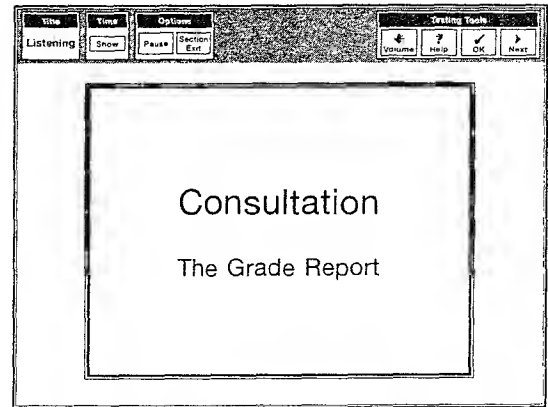 Title Time Options Testing Tools
Listening Show Pause Section Exit Volume ? Help OK Next
Consultation
The Grade Report